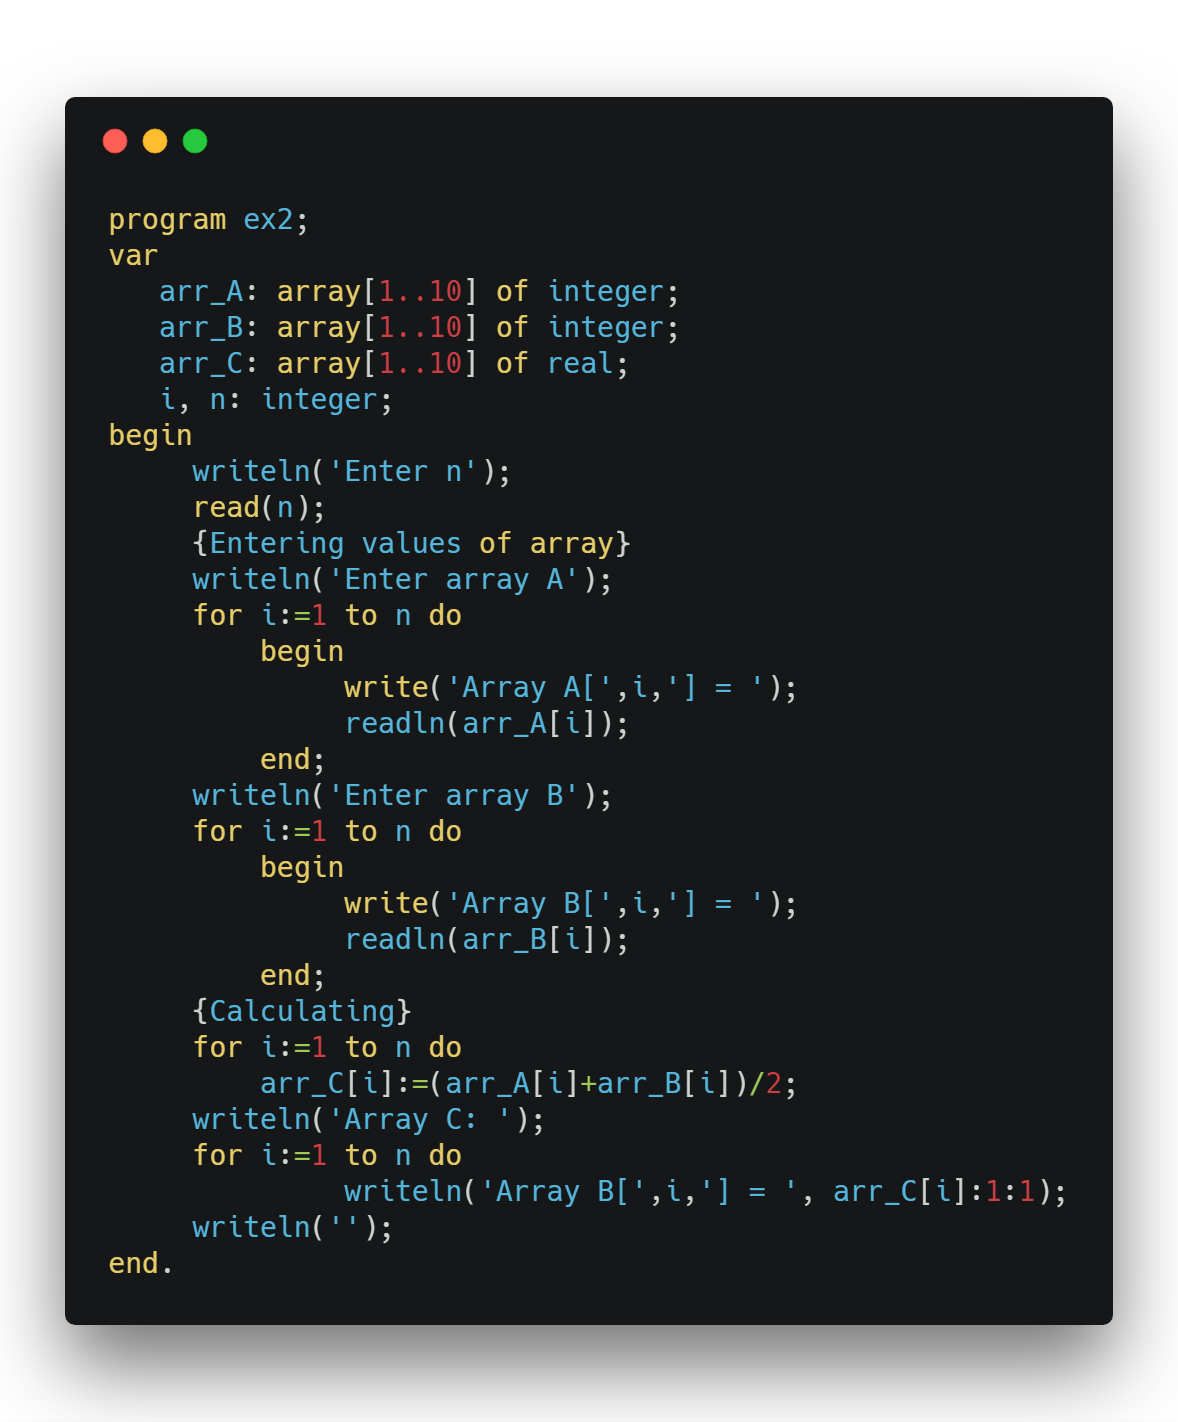 program ex2;
var
   arr_A: array[1..10] of integer;
   arr_B: array[1..10] of integer;
   arr_C: array[1..10] of real;
   i, n: integer;
begin
     writeln('Enter n');
     read(n);
     {Entering values of array}
     writeln('Enter array A');
     for i:=1 to n do
         begin
              write('Array A[',i,'] = ');
              readln(arr_A[i]);
         end;
     writeln('Enter array B');
     for i:=1 to n do
         begin
              write('Array B[',i,'] = ');
              readln(arr_B[i]);
         end;
     {Calculating}
     for i:=1 to n do
         arr_C[i]:=(arr_A[i]+arr_B[i])/2;
     writeln('Array C: ');
     for i:=1 to n do
              writeln('Array B[',i,'] = ', arr_C[i]:1:1);
     writeln('');
end.